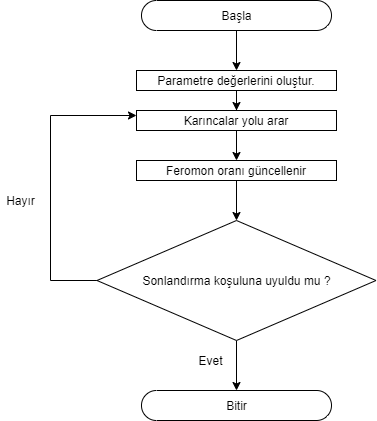 Başla
Parametre değerlerini oluştur.
Karıncalar yolu arar
Feromon oranı güncellenir
Hayır
Sonlandırma koşuluna uyuldu mu ?
Evet
Bitir